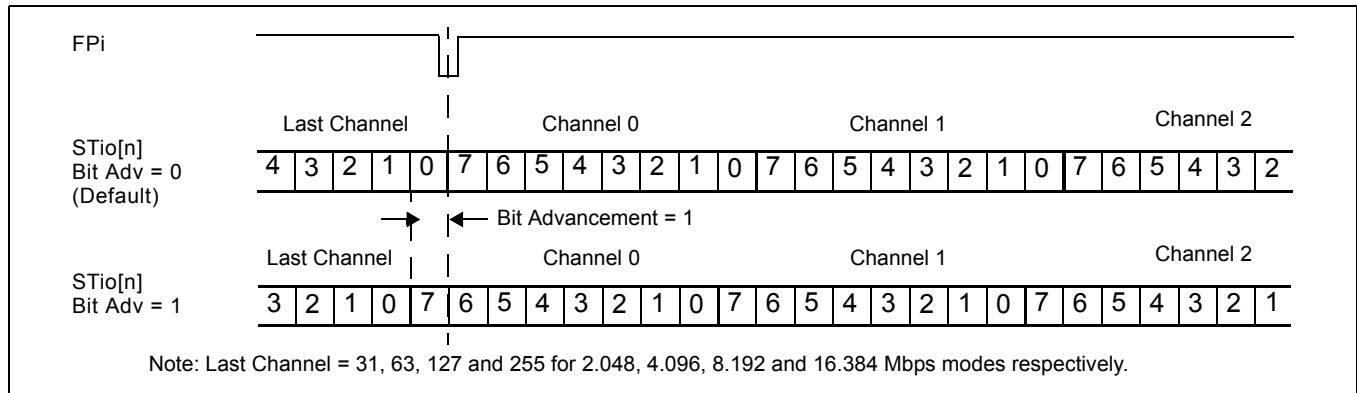 FPi
Last Channel Channel 0 Channel 1 Channel 2
STio[n]
Bit Adv = 0
(Default)
4 3 2 1 0 7 6 5 4 3 2 1 0 7 6 5 4 3 2 1 0 7 6 5 4 3 2
Bit Advancement = 1
Last Channel Channel 0 Channel 1 Channel 2
STio[n]
Bit Adv = 1
3 2 1 0 7 6 5 4 3 2 1 0 7 6 5 4 3 2 1 0 7 6 5 4 3 2 1
Note: Last Channel = 31, 63, 127 and 255 for 2.048, 4.096, 8.192 and 16.384 Mbps modes respectively.